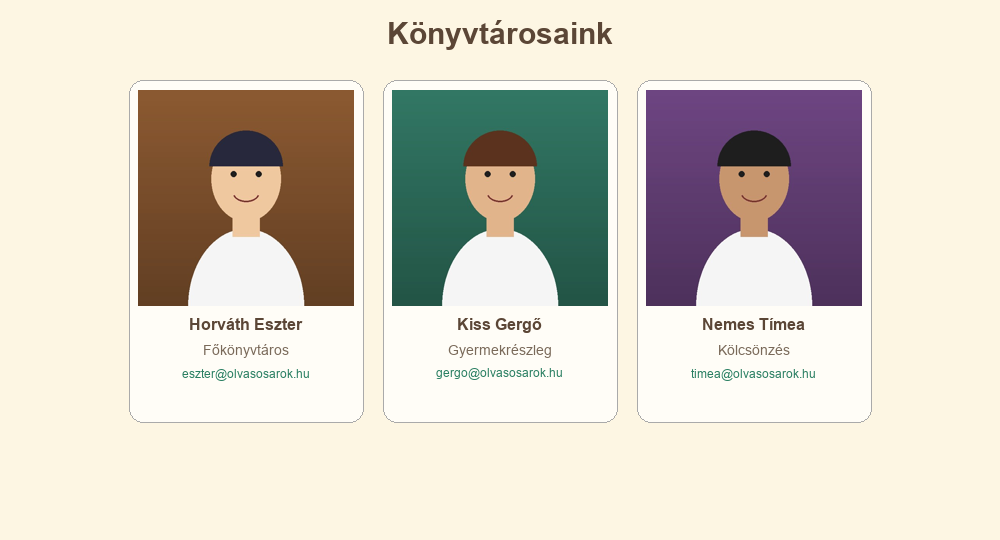 Könyvtárosaink
Horváth Eszter
Főkönyvtáros
eszter@olvasosarok.hu
Kiss Gergő
Gyermekrészleg
gergo@olvasosarok.hu
Nemes Tímea
Kölcsönzés
timea@olvasosarok.hu